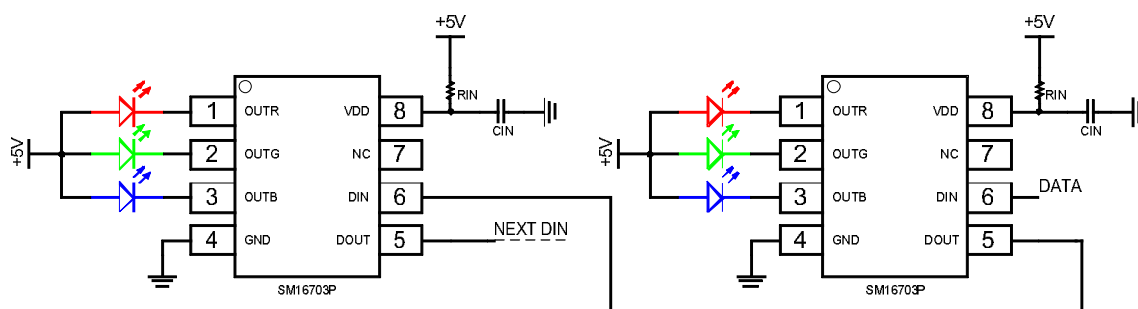 +5V
RIN
CIN
+5V
1 OUTR VDD 8
2 OUTG NC 7
3 OUTB DIN 6
4 GND DOUT 5
NEXT DIN
SM16703P
+5V
RIN
CIN
+5V
1 OUTR VDD 8
2 OUTG NC 7
3 OUTB DIN 6
DATA
4 GND DOUT 5
SM16703P